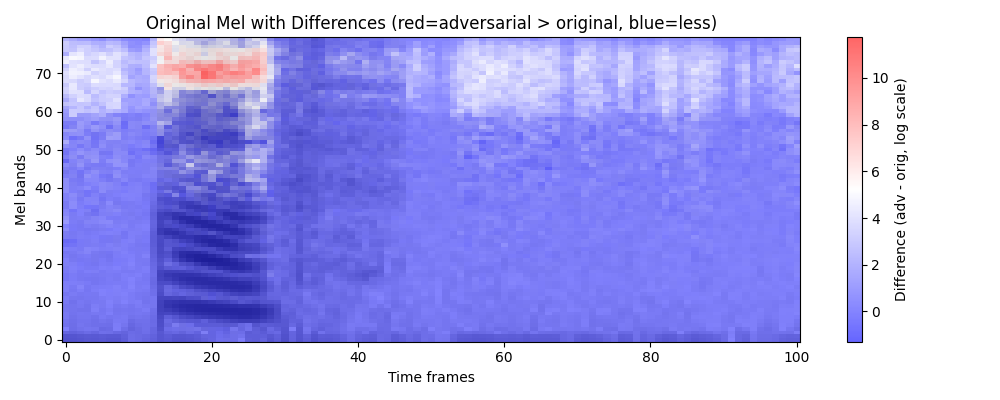 Original Mel with Differences (red=adversarial > original, blue=less)
Mel bands
70
60
50
40
30
20
10
0
0 20 40 60 80 100
Time frames
10
8
6
4
2
0
Difference (adv - orig, log scale)